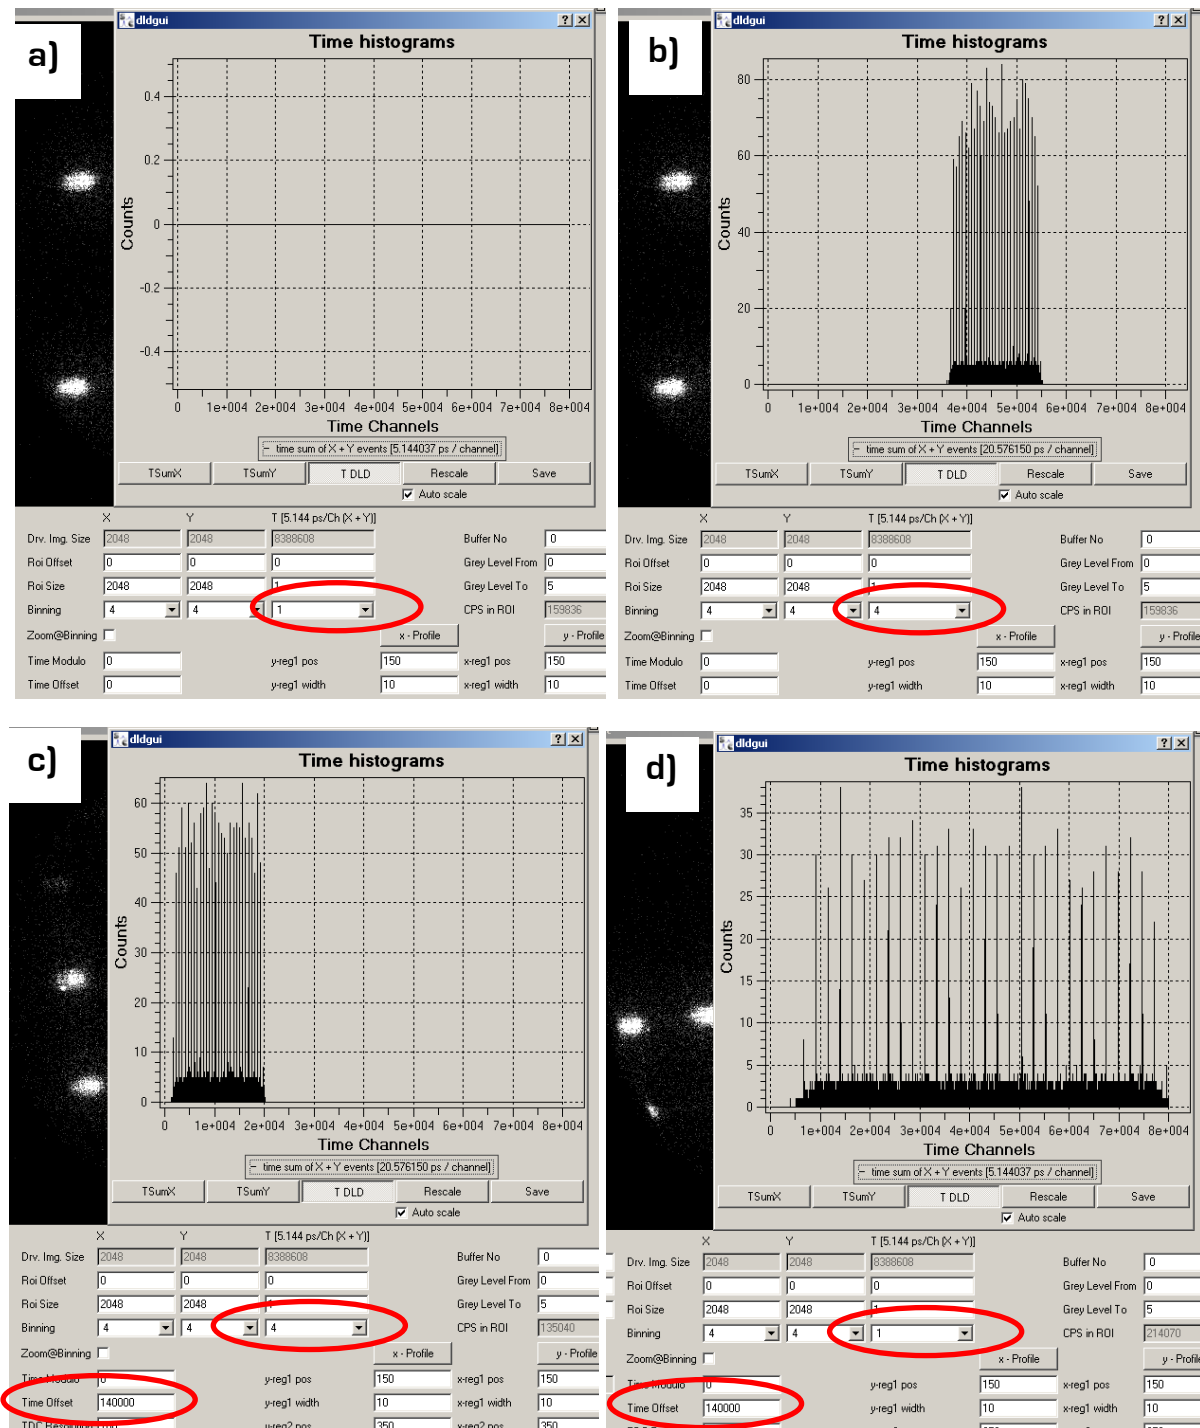 a)
dldgui
Time histograms
Counts
0.4
0.2
0
-0.2
-0.4
0 1e+004 2e+004 3e+004 4e+004 5e+004 6e+004 7e+004 8e+004
Time Channels
time sum of X + Y events [5.144037 ps / channel]
TSumX TSumY T DLD Rescale Save
Auto scale
X Y T [5.144 ps/Ch (X + Y)]
Drv. Img. Size 2048 2048 8388608 Buffer No 0
Roi Offset 0 0 0 Grey Level From 0
Roi Size 2048 2048 1 Grey Level To 5
Binning 4 4 1 CPS in ROI 159836
Zoom@Binning x - Profile y - Profile
Time Modulo 0 y-reg1 pos 150 x-reg1 pos 150
Time Offset 0 y-reg1 width 10 x-reg1 width 10
b)
dldgui
Time histograms
Counts
80
60
40
20
0
0 1e+004 2e+004 3e+004 4e+004 5e+004 6e+004 7e+004 8e+004
Time Channels
time sum of X + Y events [20.576150 ps / channel]
TSumX TSumY T DLD Rescale Save
Auto scale
X Y T [5.144 ps/Ch (X + Y)]
Drv. Img. Size 2048 2048 8388608 Buffer No 0
Roi Offset 0 0 0 Grey Level From 0
Roi Size 2048 2048 1 Grey Level To 5
Binning 4 4 4 CPS in ROI 159836
Zoom@Binning x - Profile y - Profile
Time Modulo 0 y-reg1 pos 150 x-reg1 pos 150
Time Offset 0 y-reg1 width 10 x-reg1 width 10
c)
dldgui
Time histograms
Counts
60
50
40
30
20
10
0
0 1e+004 2e+004 3e+004 4e+004 5e+004 6e+004 7e+004 8e+004
Time Channels
time sum of X + Y events [20.576150 ps / channel]
TSumX TSumY T DLD Rescale Save
Auto scale
X Y T [5.144 ps/Ch (X + Y)]
Drv. Img. Size 2048 2048 8388608 Buffer No 0
Roi Offset 0 0 0 Grey Level From 0
Roi Size 2048 2048 Grey Level To 5
Binning 4 4 4 CPS in ROI 135040
Zoom@Binning x - Profile y - Profile
Time Modulo 0 y-reg1 pos 150 x-reg1 pos 150
Time Offset 140000 y-reg1 width 10 x-reg1 width 10
y-reg2 pos 350 x-reg2 pos 350
d)
dldgui
Time histograms
Counts
35
30
25
20
15
10
5
0
0 1e+004 2e+004 3e+004 4e+004 5e+004 6e+004 7e+004 8e+004
Time Channels
time sum of X + Y events [5.144037 ps / channel]
TSumX TSumY T DLD Rescale Save
Auto scale
X Y T [5.144 ps/Ch (X + Y)]
Drv. Img. Size 2048 2048 8388608 Buffer No 0
Roi Offset 0 0 0 Grey Level From 0
Roi Size 2048 2048 1 Grey Level To 5
Binning 4 4 1 CPS in ROI 214070
Zoom@Binning x - Profile y - Profile
Time Modulo 0 y-reg1 pos 150 x-reg1 pos 150
Time Offset 140000 y-reg1 width 10 x-reg1 width 10